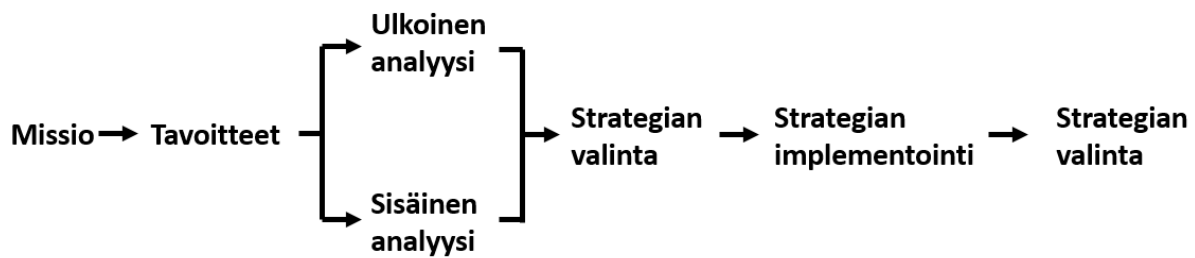 Missio
Tavoitteet
Ulkoinen
analyysi
Sisäinen
analyysi
Strategian
valinta
Strategian
implementointi
Strategian
valinta